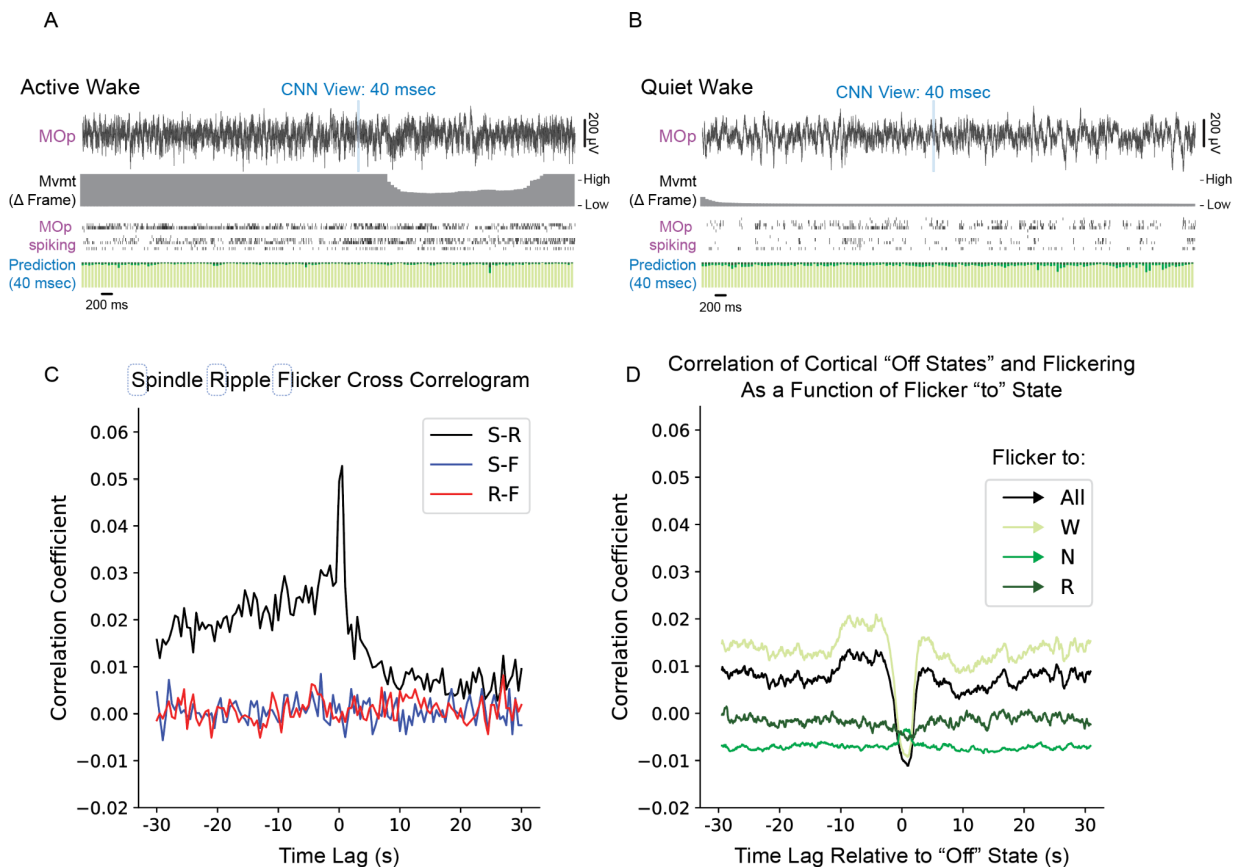 A
Active Wake
CNN View: 40 msec
MOp
200 µV
Mvmt
(Δ Frame)
High
Low
MOp
spiking
Prediction
(40 msec)
200 ms
B
Quiet Wake
CNN View: 40 msec
MOp
200 µV
Mvmt
(Δ Frame)
High
Low
MOp
spiking
Prediction
(40 msec)
200 ms
C
Spindle Ripple Flicker Cross Correlogram
S-R
S-F
R-F
Correlation Coefficient
0.06
0.05
0.04
0.03
0.02
0.01
0.00
−0.01
−0.02
-30 -20 -10 0 10 20 30
Time Lag (s)
D
Correlation of Cortical “Off States” and Flickering
As a Function of Flicker “to” State
Flicker to:
All
W
N
R
Correlation Coefficient
0.06
0.05
0.04
0.03
0.02
0.01
0.00
−0.01
−0.02
-30 -20 -10 0 10 20 30
Time Lag Relative to “Off” State (s)